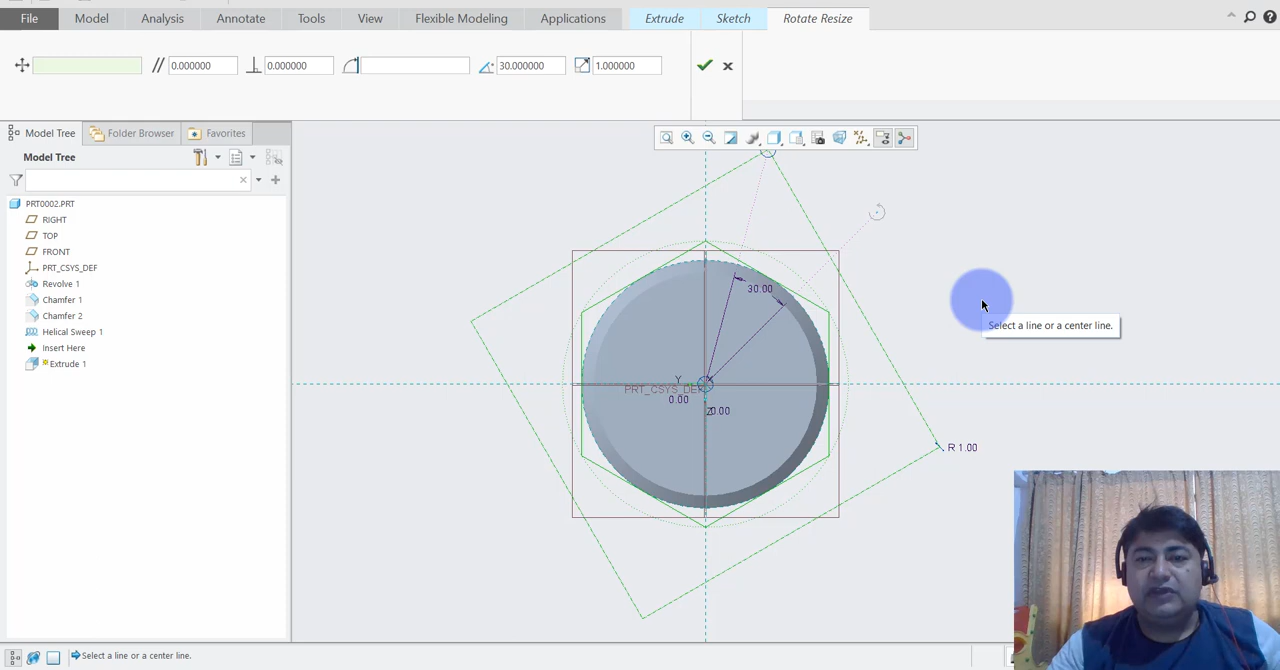 File Model Analysis Annotate Tools View Flexible Modeling Applications Extrude Sketch Rotate Resize
0.000000 0.000000 30.000000 1.000000
Model Tree Folder Browser Favorites
Model Tree
PRT0002.PRT
RIGHT
TOP
FRONT
PRT_CSYS_DEF
Revolve 1
Chamfer 1
Chamfer 2
Helical Sweep 1
Insert Here
Extrude 1
30.00
Select a line or a center line.
Y X
PRT_CSYS_DEF
0.00
Z
0.00
R 1.00
Select a line or a center line.